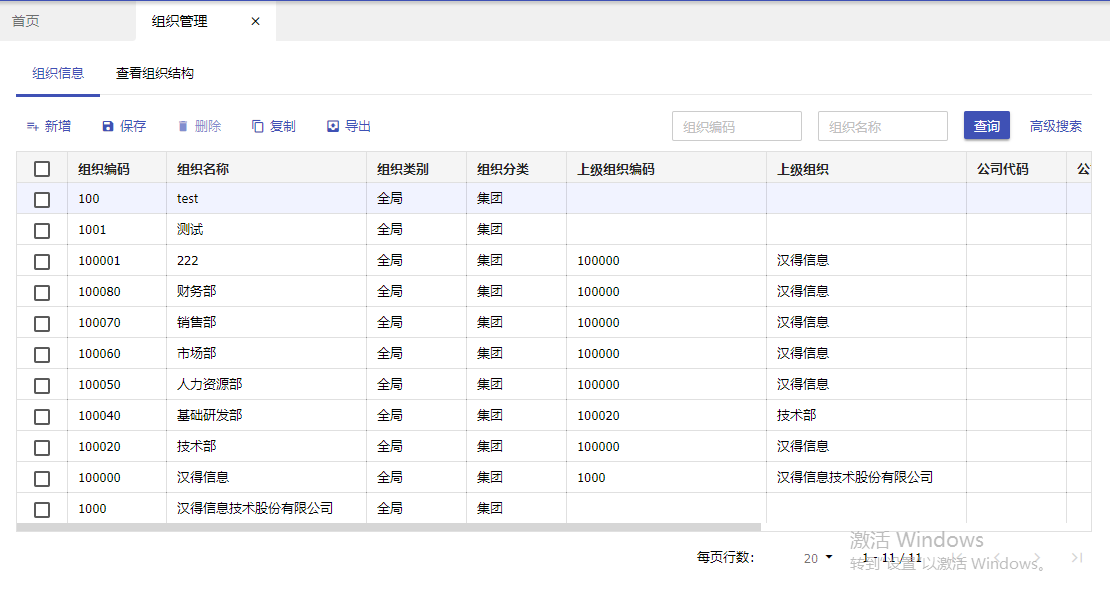 首页 组织管理 ×
组织信息 查看组织结构
新增 保存 删除 复制 导出 组织编码 组织名称 查询 高级搜索
组织编码 组织名称 组织类别 组织分类 上级组织编码 上级组织 公司代码 公
100 test 全局 集团
1001 测试 全局 集团
100001 222 全局 集团 100000 汉得信息
100080 财务部 全局 集团 100000 汉得信息
100070 销售部 全局 集团 100000 汉得信息
100060 市场部 全局 集团 100000 汉得信息
100050 人力资源部 全局 集团 100000 汉得信息
100040 基础研发部 全局 集团 100020 技术部
100020 技术部 全局 集团 100000 汉得信息
100000 汉得信息 全局 集团 1000 汉得信息技术股份有限公司
1000 汉得信息技术股份有限公司 全局 集团
激活 Windows
每页行数: 20 1 - 11 / 11
转到"设置"以激活 Windows。